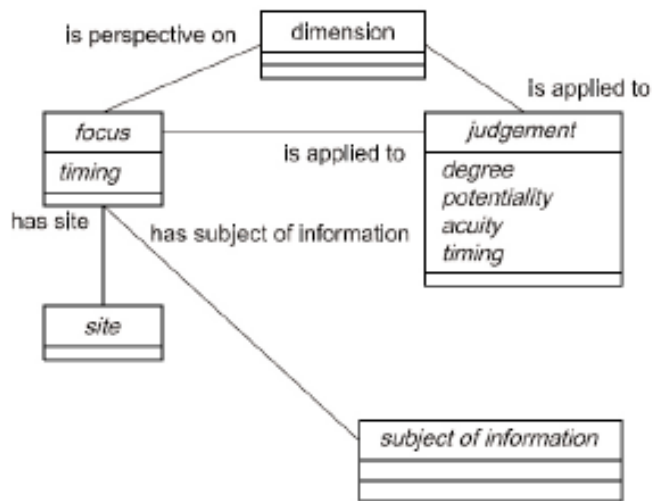 is perspective on
dimension
is applied to
focus
judgement
is applied to
timing
degree
potentiality
acuity
timing
has site
has subject of information
site
subject of information